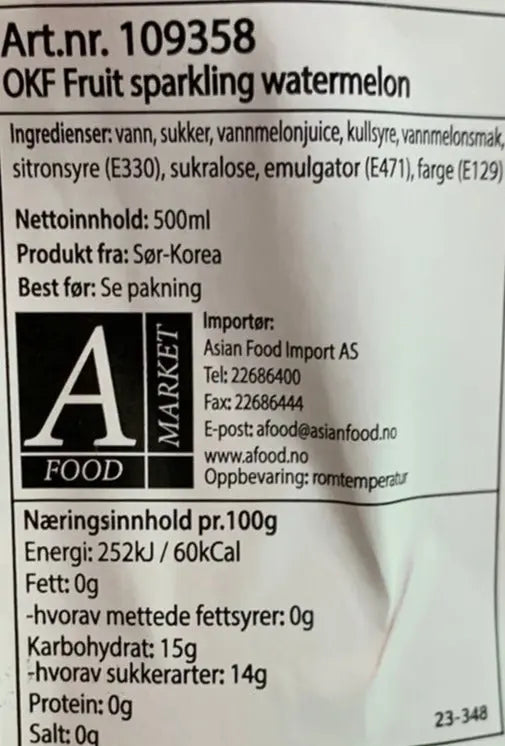 Art.nr. 109358
OKF Fruit sparkling watermelon
Ingredienser: vann, sukker, vannmelonjuice, kullsyre, vannmelonsmak,
sitronsyre (E330), sukralose, emulgator (E471), farge (E129)
Nettoinnhold: 500ml
Produkt fra: Sør-Korea
Best før: Se pakning
A
FOOD
MARKET
Importør:
Asian Food Import AS
Tel: 22686400
Fax: 22686444
E-post: afood@asianfood.no
www.afood.no
Oppbevaring: romtemperatur
Næringsinnhold pr.100g
Energi: 252kJ / 60kCal
Fett: 0g
-hvorav mettede fettsyrer: 0g
Karbohydrat: 15g
-hvorav sukkerarter: 14g
Protein: 0g
Salt: 0g
23-348